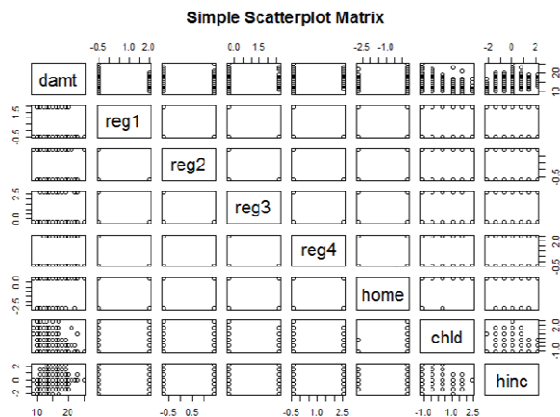 Simple Scatterplot Matrix
-0.5 1.0 2.0
0.0 1.5
-2.5 -1.0
-2 0 2
damt
10 20
-0.5 1.5
reg1
reg2
-0.5
0.0 2.5
reg3
reg4
-0.5 2.0
-2.5 0.0
home
chld
-1.0 2.0
-2 0 2
hinc
10 20
-0.5 0.5
-0.5 1.0 2.5
-1.0 1.0 2.5